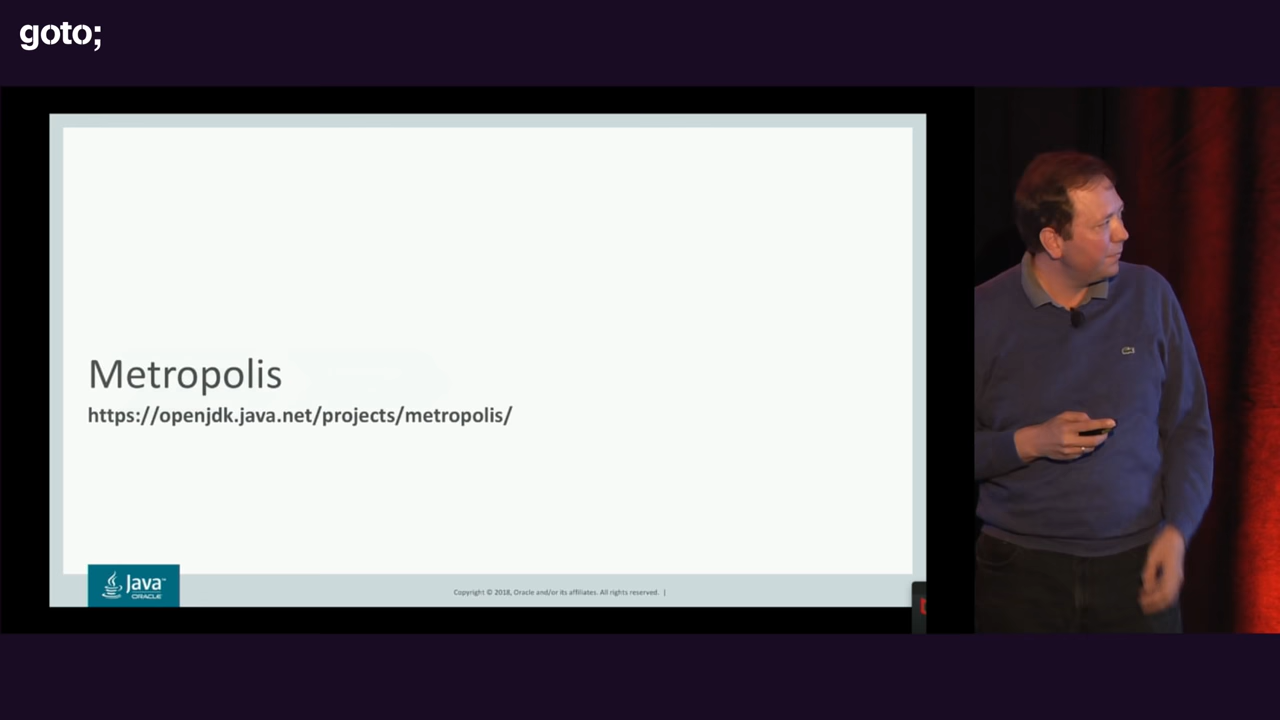 goto;
Metropolis
https://openjdk.java.net/projects/metropolis/
Java™
ORACLE
Copyright © 2018, Oracle and/or its affiliates. All rights reserved. |